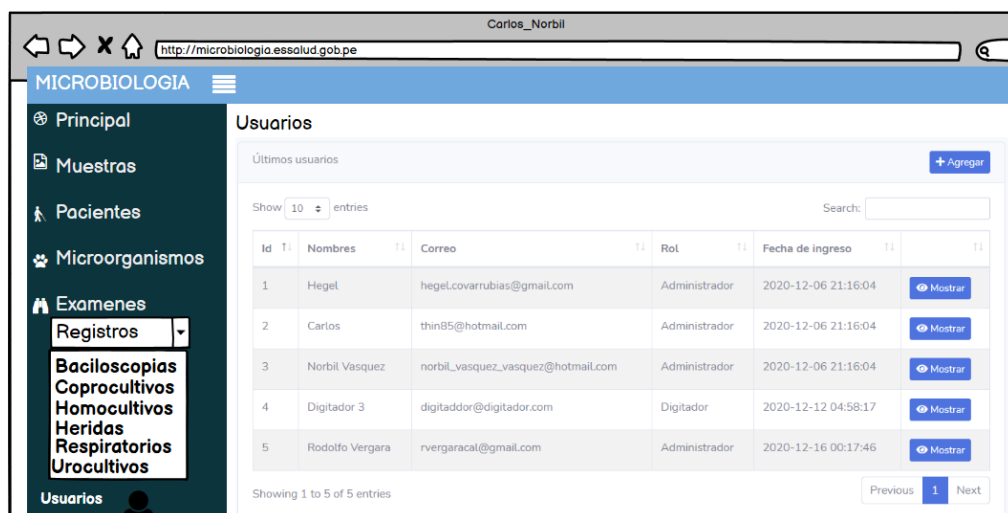 Carlos_Norbil
http://microbiologia.essalud.gob.pe
MICROBIOLOGIA
Principal
Muestras
Pacientes
Microorganismos
Examenes
Registros
Baciloscopias
Coprocultivos
Homocultivos
Heridas
Respiratorios
Urocultivos
Usuarios
Usuarios
Últimos usuarios
+ Agregar
Show 10 entries
Search:
Id Nombres Correo Rol Fecha de ingreso
1 Hegel hegel.covarrubias@gmail.com Administrador 2020-12-06 21:16:04 Mostrar
2 Carlos thin85@hotmail.com Administrador 2020-12-06 21:16:04 Mostrar
3 Norbil Vasquez norbil_vasquez_vasquez@hotmail.com Administrador 2020-12-06 21:16:04 Mostrar
4 Digitador 3 digitaddor@digitador.com Digitador 2020-12-12 04:58:17 Mostrar
5 Rodolfo Vergara rvergaracal@gmail.com Administrador 2020-12-16 00:17:46 Mostrar
Showing 1 to 5 of 5 entries
Previous 1 Next